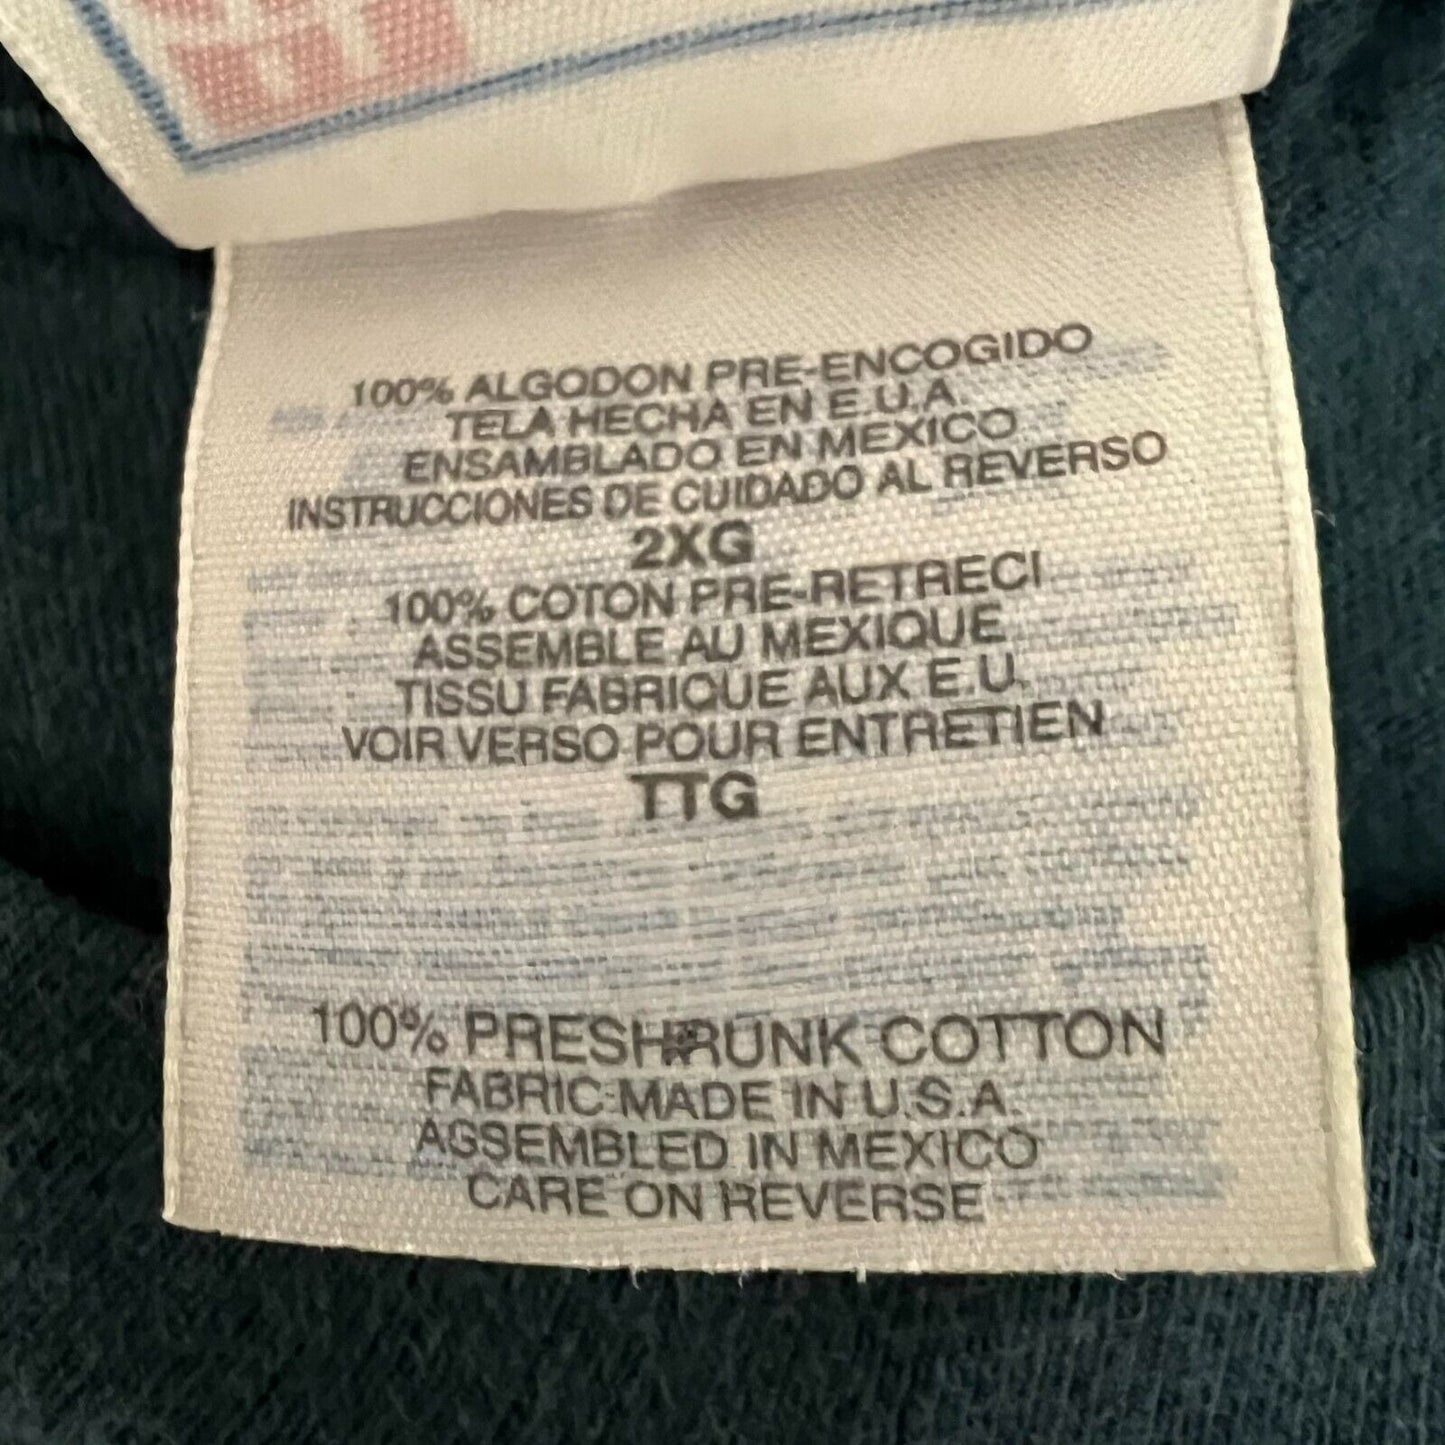 100% ALGODON PRE-ENCOGIDO
TELA HECHA EN E.U.A.
ENSAMBLADO EN MEXICO
INSTRUCCIONES DE CUIDADO AL REVERSO
2XG
100% COTON PRE-RETRECI
ASSEMBLE AU MEXIQUE
TISSU FABRIQUE AUX E.U.
VOIR VERSO POUR ENTRETIEN
TTG
100% PRESHRUNK COTTON
FABRIC MADE IN U.S.A.
ASSEMBLED IN MEXICO
CARE ON REVERSE